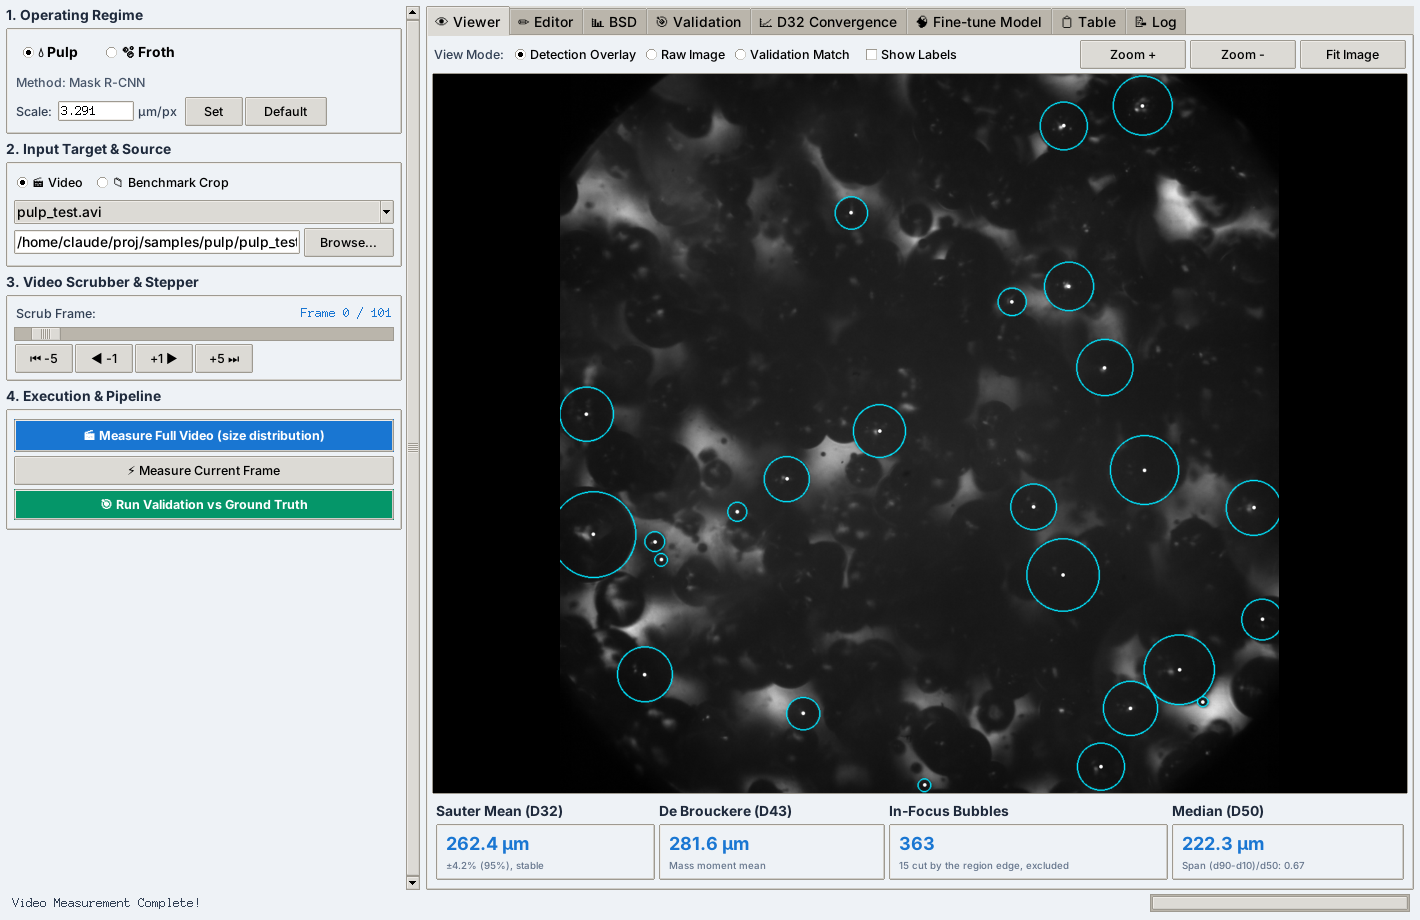 1. Operating Regime
Pulp
Froth
Method: Mask R-CNN
Scale: 3.291 µm/px Set Default
2. Input Target & Source
Video Benchmark Crop
pulp_test.avi
/home/claude/proj/samples/pulp/pulp_test Browse...
3. Video Scrubber & Stepper
Scrub Frame: Frame 0 / 101
-5 -1 +1 +5
4. Execution & Pipeline
Measure Full Video (size distribution)
Measure Current Frame
Run Validation vs Ground Truth
Viewer Editor BSD Validation D32 Convergence Fine-tune Model Table Log
View Mode: Detection Overlay Raw Image Validation Match Show Labels Zoom + Zoom - Fit Image
Sauter Mean (D32)
262.4 µm
±4.2% (95%), stable
De Brouckere (D43)
281.6 µm
Mass moment mean
In-Focus Bubbles
363
15 cut by the region edge, excluded
Median (D50)
222.3 µm
Span (d90-d10)/d50: 0.67
Video Measurement Complete!